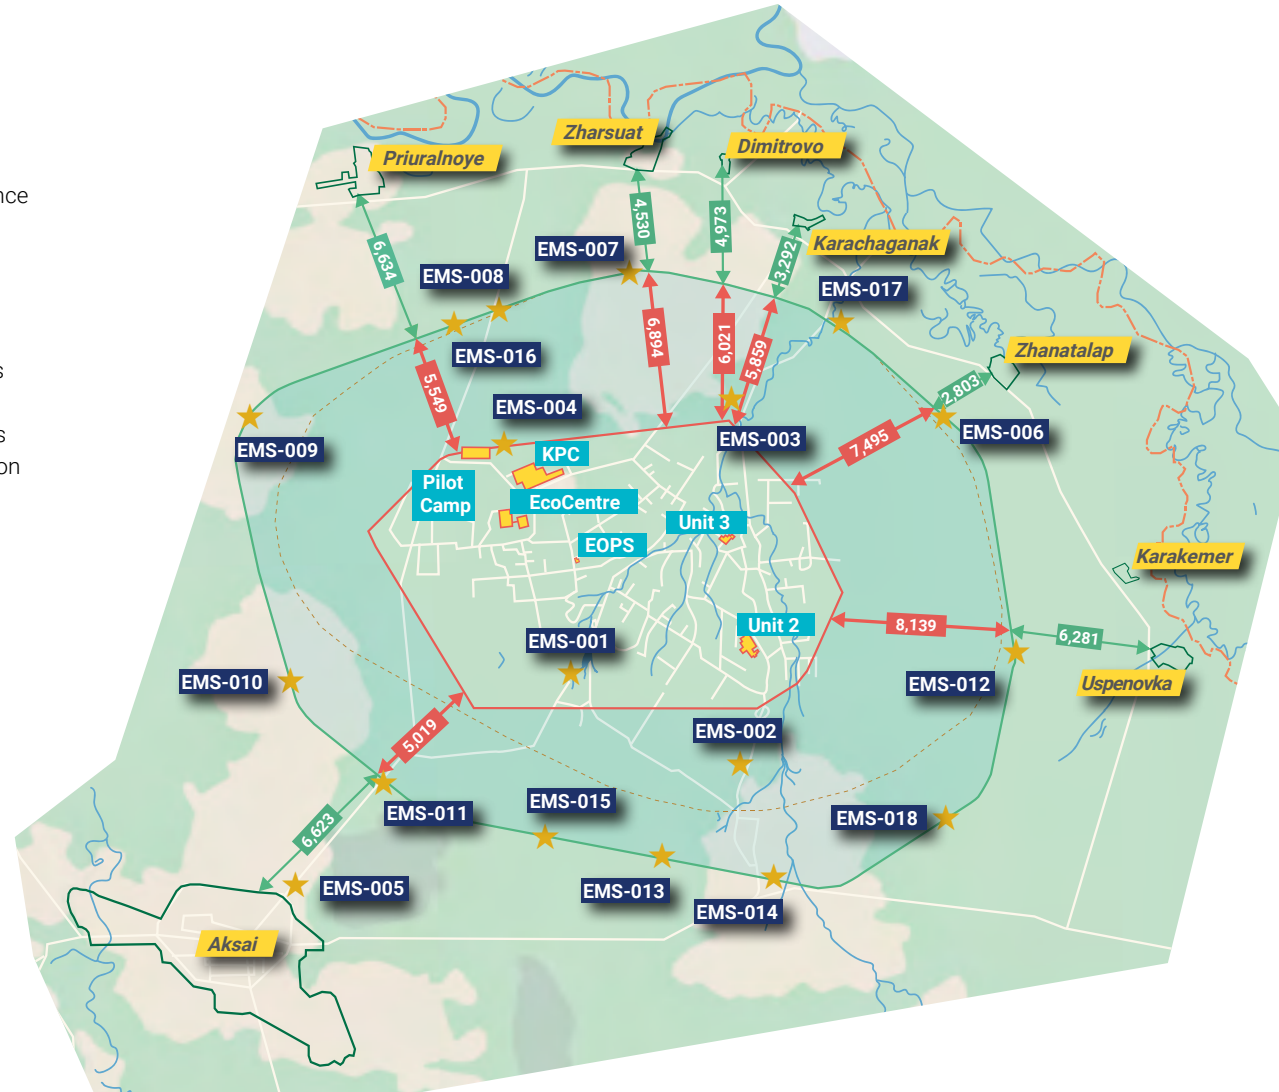 Zharsuat
Dimitrovo
Priuralnoye
nce
4,530
4,973
Karachaganak
6,634
EMS-007
3,292
EMS-008
EMS-017
6,894
6,021
5,859
EMS-016
Zhanatalap
s
5,549
2,803
EMS-004
EMS-003
7,495
EMS-006
s
EMS-009
KPC
on
Pilot
Camp
EcoCentre
Unit 3
EOPS
Karakemer
Unit 2
8,139
EMS-001
6,281
EMS-010
EMS-012
Uspenovka
5,019
EMS-002
EMS-015
EMS-011
EMS-018
6,623
EMS-005
EMS-013
EMS-014
Aksai